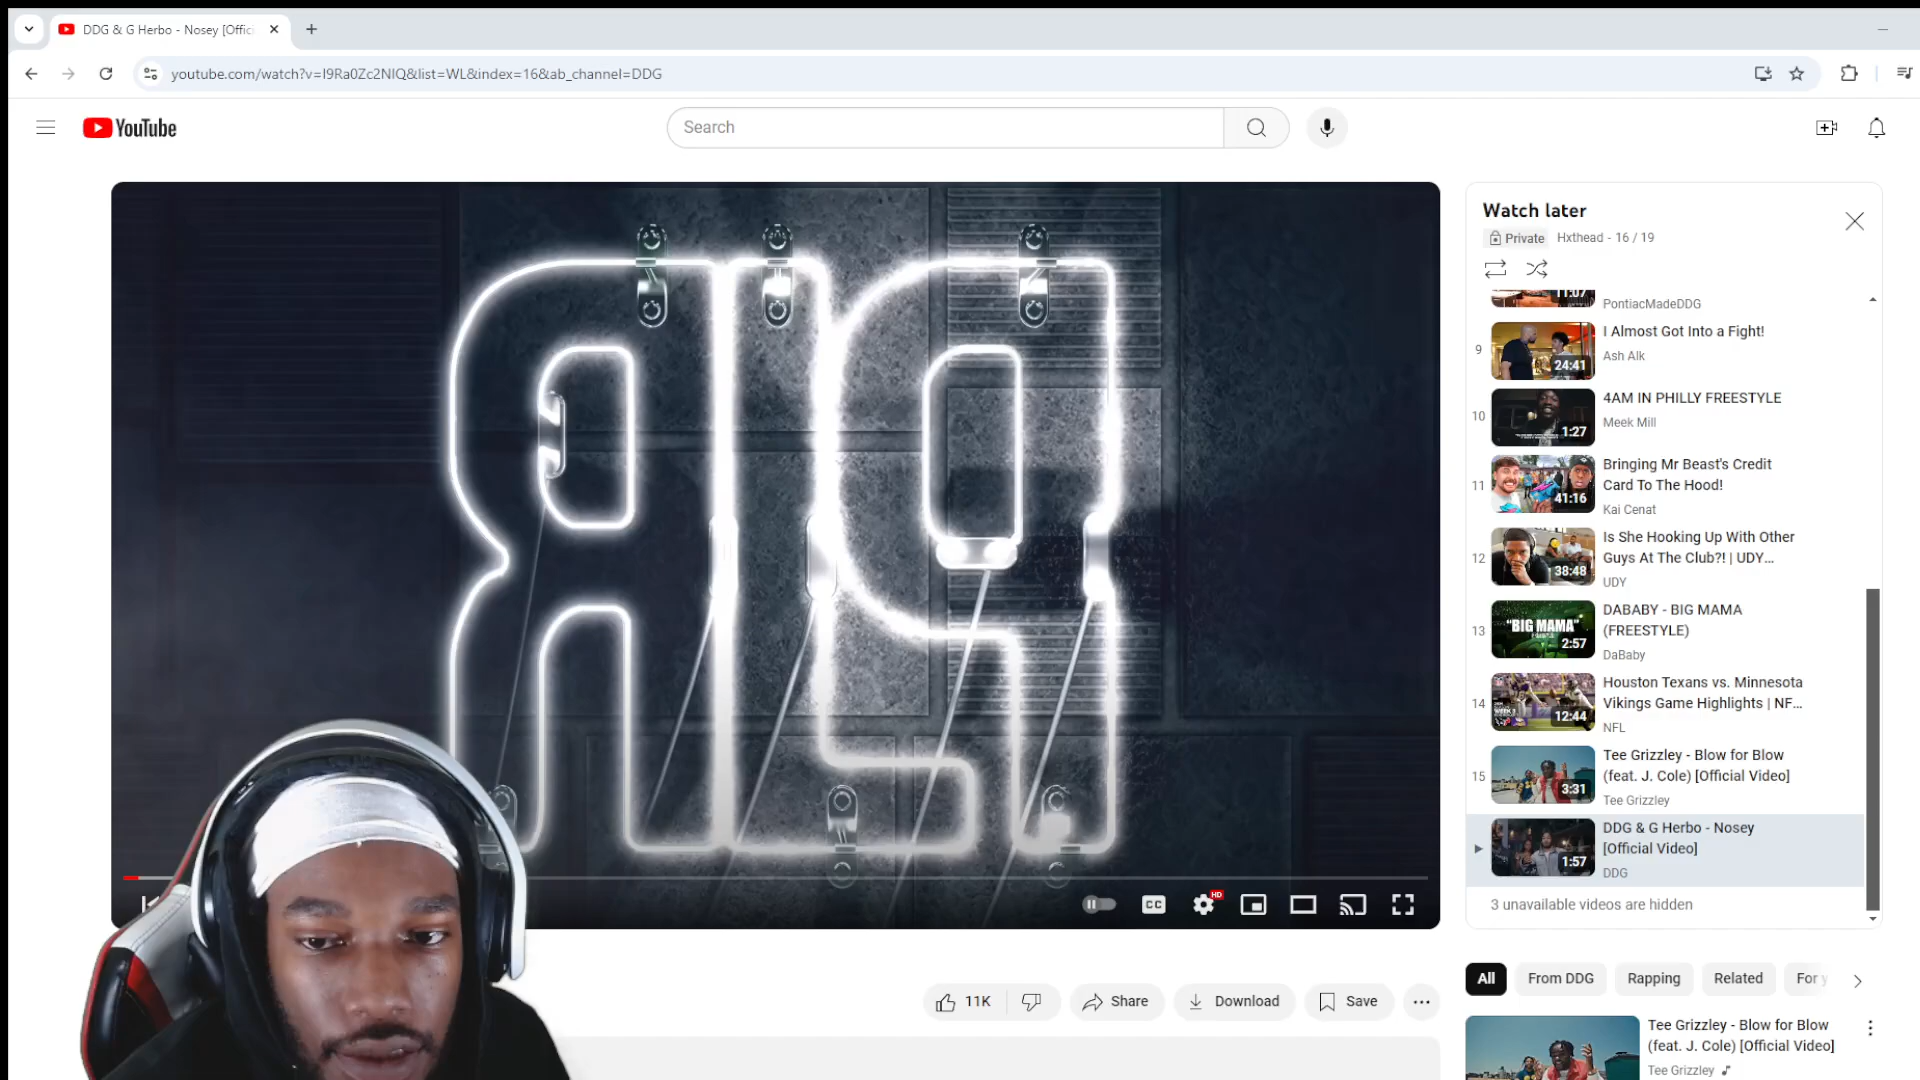 DDG & G Herbo - Nosey [Offic
youtube.com/watch?v=I9Ra0Zc2NlQ&list=WL&index=16&ab_channel=DDG
YouTube
Search
Watch later
Private
Hxthead - 16 / 19
11:07
PontiacMadeDDG
9
24:41
I Almost Got Into a Fight!
Ash Alk
10
1:27
4AM IN PHILLY FREESTYLE
Meek Mill
11
41:16
Bringing Mr Beast's Credit
Card To The Hood!
Kai Cenat
12
38:48
Is She Hooking Up With Other
Guys At The Club?! | UDY...
UDY
13
"BIG MAMA"
2:57
DABABY - BIG MAMA
(FREESTYLE)
DaBaby
14
12:44
Houston Texans vs. Minnesota
Vikings Game Highlights | NF...
NFL
15
3:31
Tee Grizzley - Blow for Blow
(feat. J. Cole) [Official Video]
Tee Grizzley
1:57
DDG & G Herbo - Nosey
[Official Video]
DDG
3 unavailable videos are hidden
CC
HD
11K
Share
Download
Save
All
From DDG
Rapping
Related
For y
Tee Grizzley - Blow for Blow
(feat. J. Cole) [Official Video]
Tee Grizzley